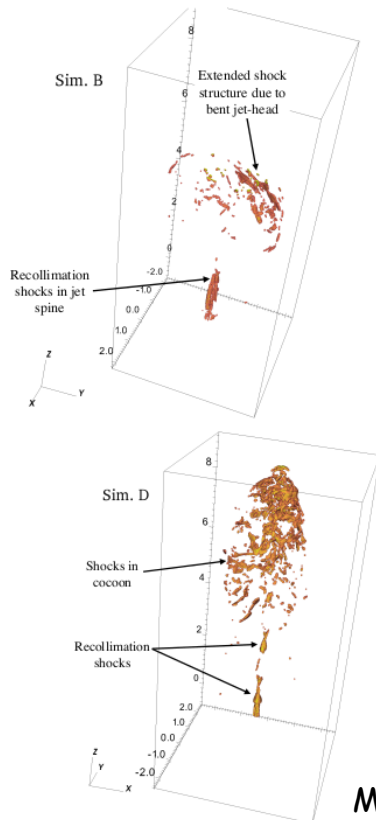 8
Sim. B
Extended shock
structure due to
bent jet-head
6
4
2
0
Recollimation
shocks in jet
spine
-2.0
-1.0
0.0
1.0
2.0
Z
Y
X
8
Sim. D
6
Shocks in
cocoon
4
2
Recollimation
shocks
0
2.0
1.0
0.0
-1.0
-2.0
Z
Y
X
M